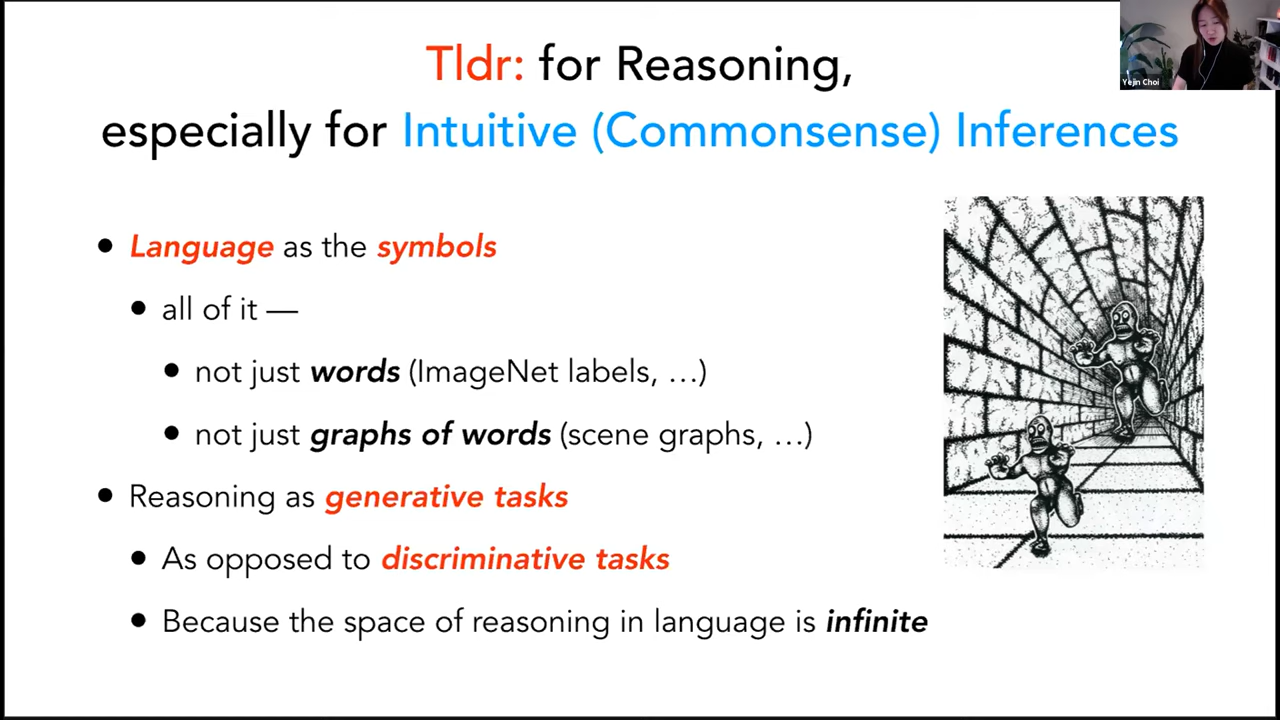 Tldr: for Reasoning,
especially for Intuitive (Commonsense) Inferences
Yejin Choi
• Language as the symbols
• all of it —
• not just words (ImageNet labels, …)
• not just graphs of words (scene graphs, …)
• Reasoning as generative tasks
• As opposed to discriminative tasks
• Because the space of reasoning in language is infinite